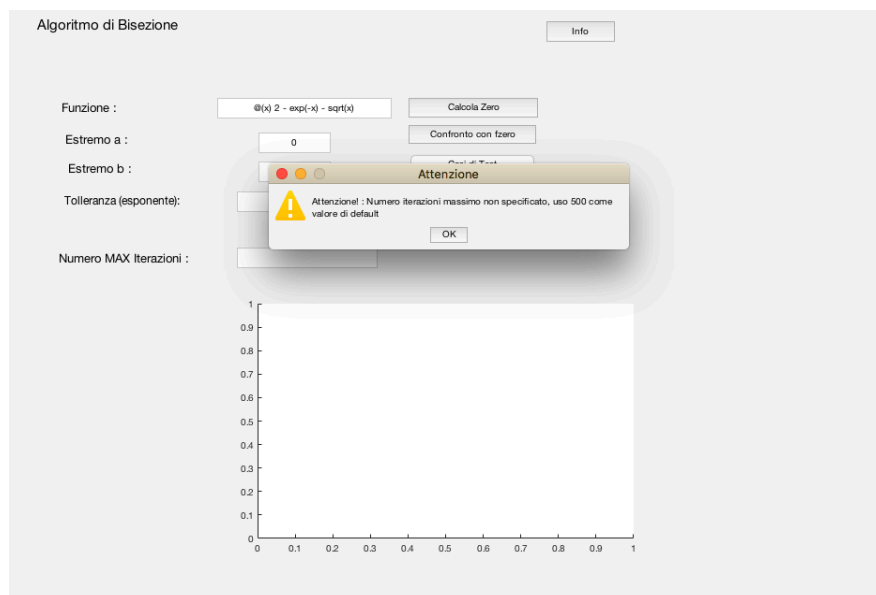 Algoritmo di Bisezione
Info
Funzione :
@(x) 2 - exp(-x) - sqrt(x)
Calcola Zero
Estremo a :
0
Confronto con fzero
Estremo b :
Casi di Test
Tolleranza (esponente):
Attenzione
Attenzione! : Numero iterazioni massimo non specificato, uso 500 come
valore di default
OK
Numero MAX Iterazioni :
1
0.9
0.8
0.7
0.6
0.5
0.4
0.3
0.2
0.1
0
0 0.1 0.2 0.3 0.4 0.5 0.6 0.7 0.8 0.9 1